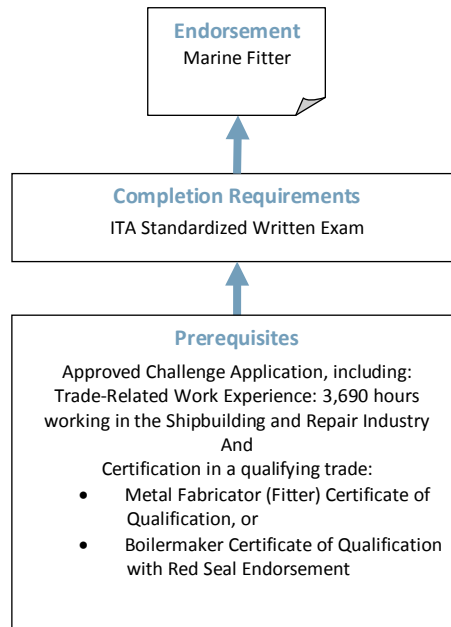 Endorsement
Marine Fitter
Completion Requirements
ITA Standardized Written Exam
Prerequisites
Approved Challenge Application, including:
Trade-Related Work Experience: 3,690 hours
working in the Shipbuilding and Repair Industry
And
Certification in a qualifying trade:
• Metal Fabricator (Fitter) Certificate of
Qualification, or
• Boilermaker Certificate of Qualification
with Red Seal Endorsement